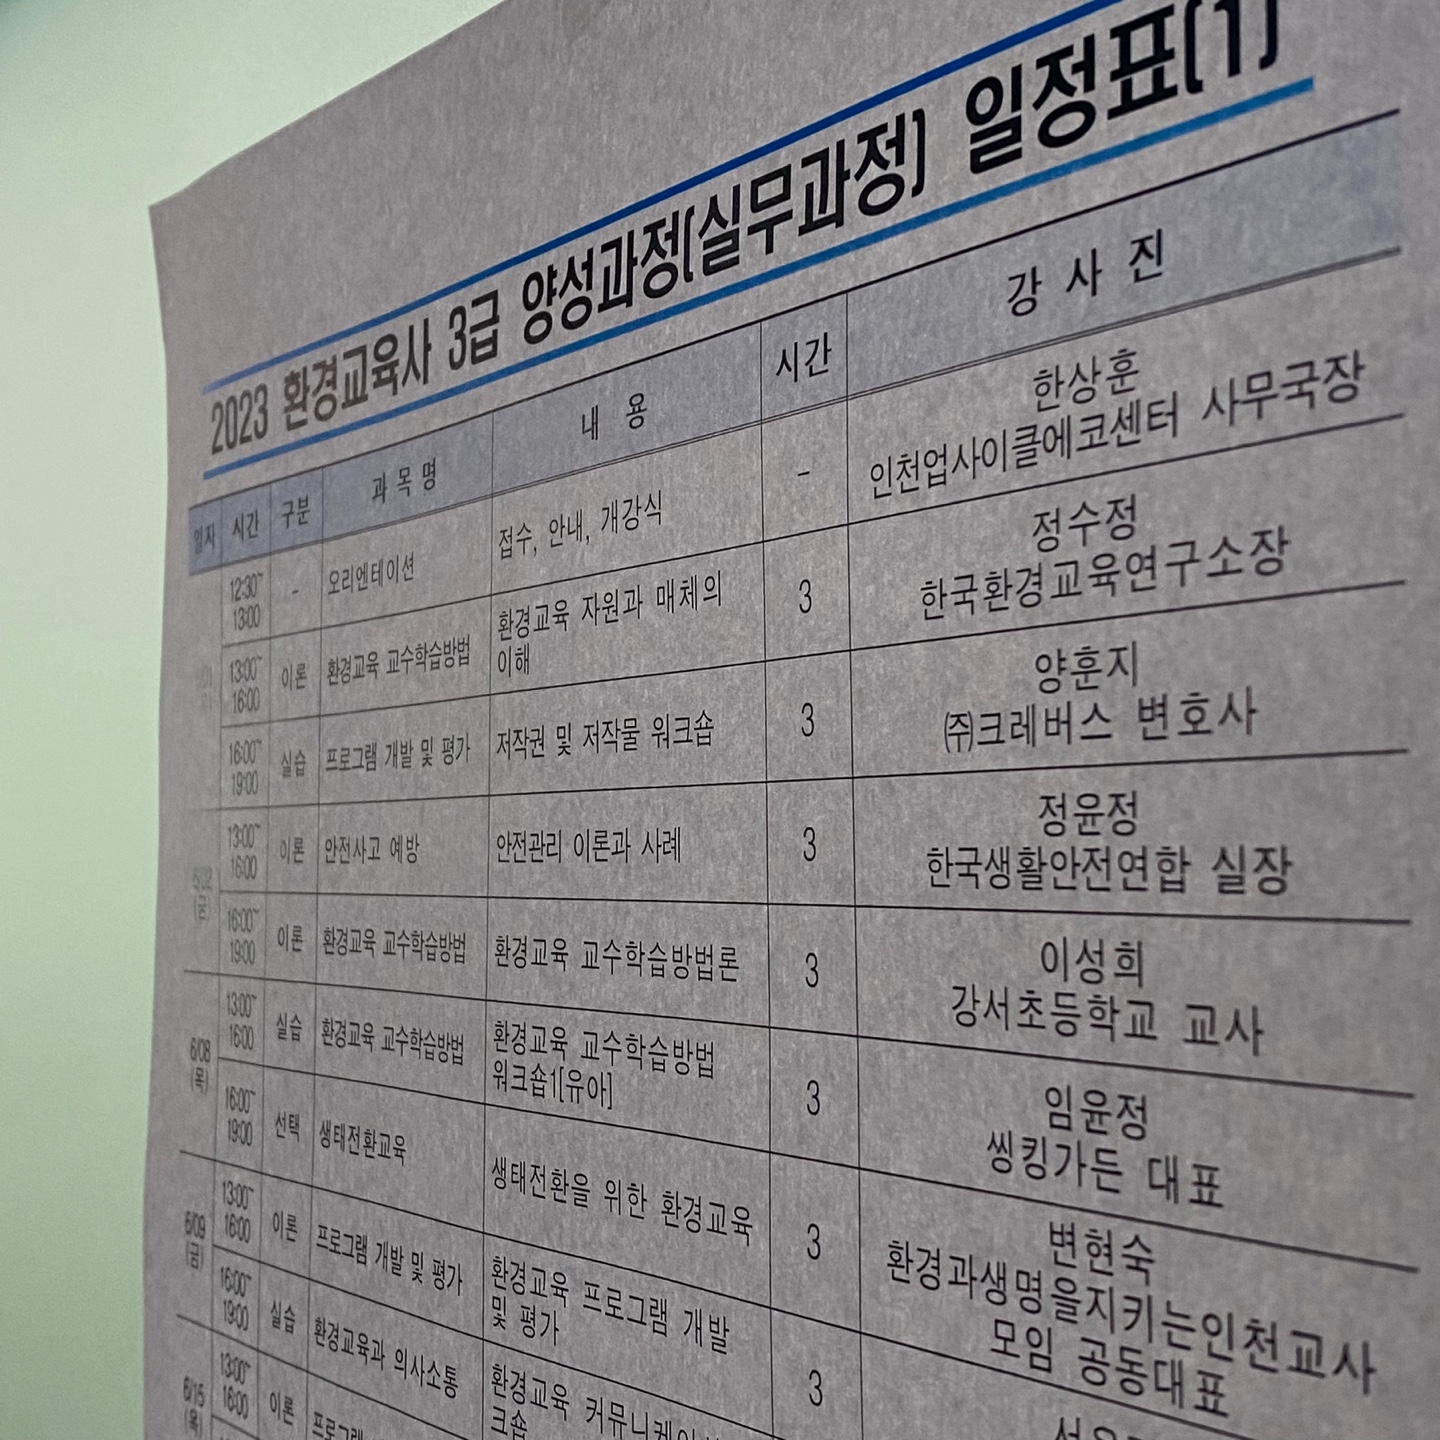 2023 환경교육사 3급 양성과정(실무과정) 일정표(1)
일자 시간 구분 과목명 내 용 시간 강 사 진
12:30~ 13:00 - 오리엔테이션 접수, 안내, 개강식 - 한상훈
인천업사이클에코센터 사무국장
13:00~ 16:00 이론 환경교육 교수학습방법 환경교육 자원과 매체의 3 정수정
이해 한국환경교육연구소장
16:00~ 19:00 실습 프로그램 개발 및 평가 저작권 및 저작물 워크숍 3 양훈지
㈜크레버스 변호사
6/02 (금) 13:00~ 16:00 이론 안전사고 예방 안전관리 이론과 사례 3 정윤정
한국생활안전연합 실장
16:00~ 19:00 이론 환경교육 교수학습방법 환경교육 교수학습방법론 3 이성희
강서초등학교 교사
6/08 (목) 13:00~ 16:00 실습 환경교육 교수학습방법 환경교육 교수학습방법 3 임윤정
워크숍1[유아] 씽킹가든 대표
16:00~ 19:00 선택 생태전환교육 생태전환을 위한 환경교육 3 변현숙
환경과생명을지키는인천교사
모임 공동대표
6/09 (금) 13:00~ 16:00 이론 프로그램 개발 및 평가 환경교육 프로그램 개발 3
및 평가
16:00~ 19:00 실습 환경교육과 의사소통 환경교육 커뮤니케이션
크숍
6/15 (목) 13:00~ 16:00 이론 프로그램